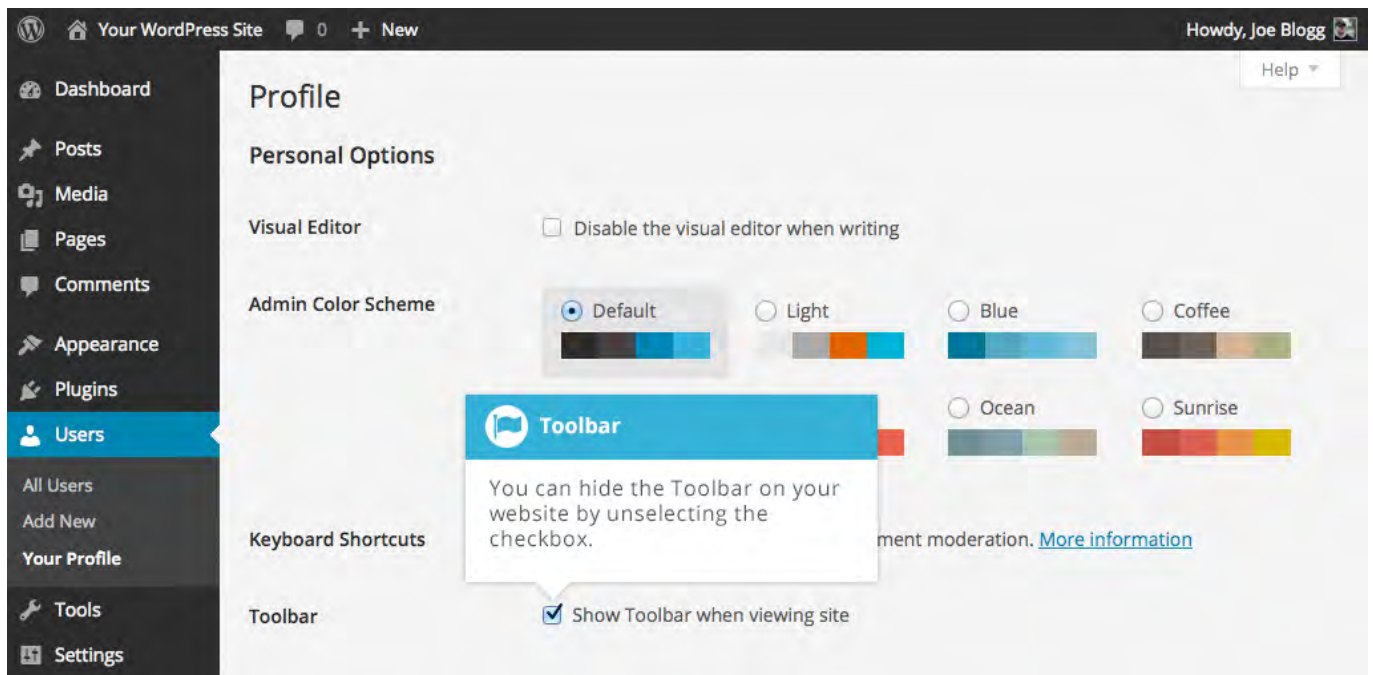 Your WordPress Site 0 + New Howdy, Joe Blogg
Help
Dashboard
Posts
Media
Pages
Comments
Appearance
Plugins
Users
All Users
Add New
Your Profile
Tools
Settings
Profile
Personal Options
Visual Editor Disable the visual editor when writing
Admin Color Scheme Default Light Blue Coffee
Ocean Sunrise
Toolbar
You can hide the Toolbar on your
website by unselecting the
checkbox.
Keyboard Shortcuts ment moderation. More information
Toolbar Show Toolbar when viewing site